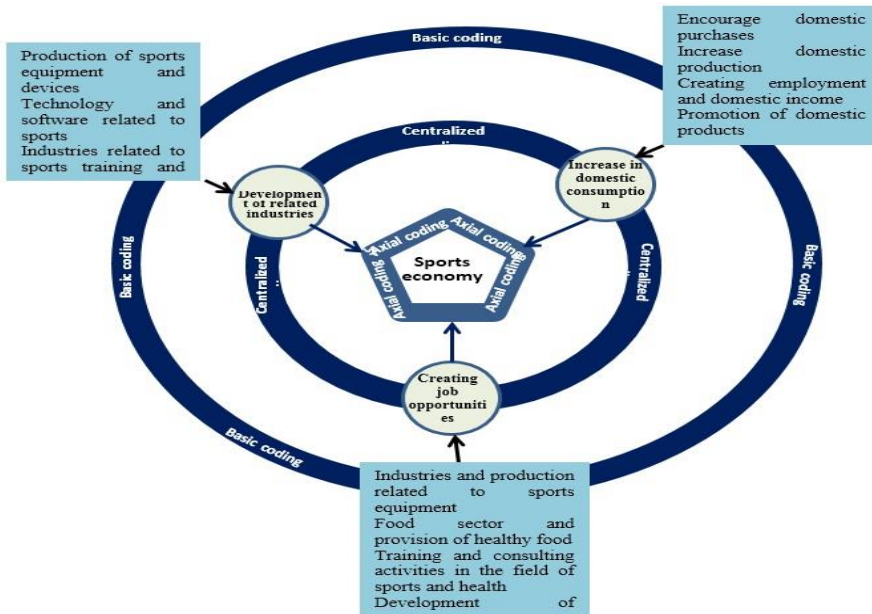 Basic coding
Production of sports
equipment and
devices
Technology and
software related to
sports
Industries related to
sports training and
Encourage domestic
purchases
Increase domestic
production
Creating employment
and domestic income
Promotion of domestic
products
Centralized
Developmen
t of related
industries
Increase in
domestic
consumptio
n
Axial coding
Axial coding
Axial coding
Axial coding
Sports
economy
Centralized
Centralized
Basic coding
Basic coding
Creating
job
opportuniti
es
Basic coding
Industries and production
related to sports
equipment
Food sector and
provision of healthy food
Training and consulting
activities in the field of
sports and health
Development of